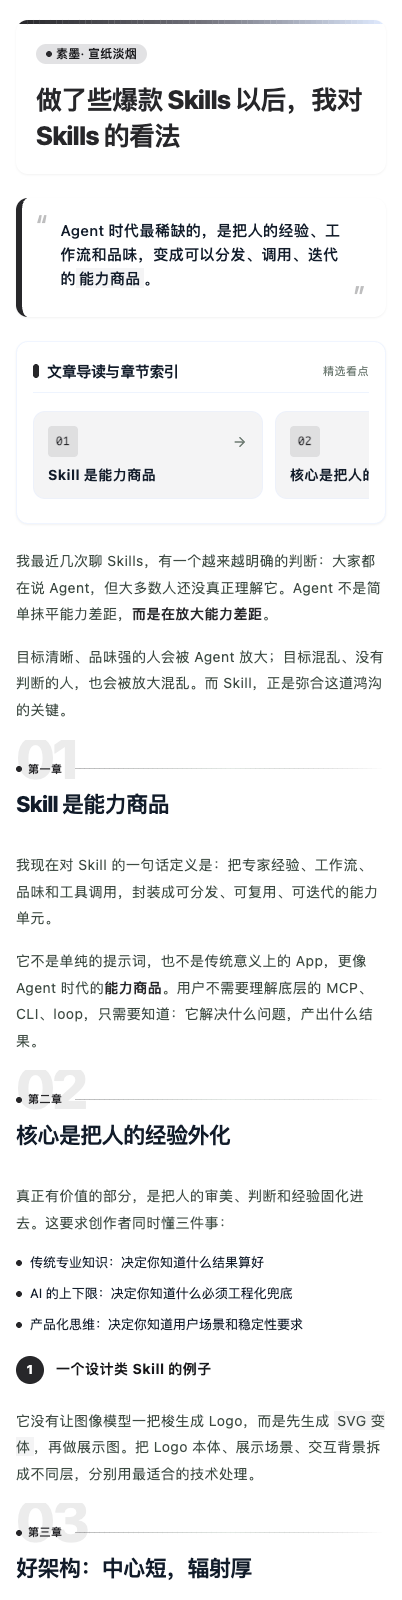 素墨· 宣纸淡烟
做了些爆款 Skills 以后，我对
Skills 的看法
“
Agent 时代最稀缺的，是把人的经验、工
作流和品味，变成可以分发、调用、迭代
的 能力商品 。
”
文章导读与章节索引 精选看点
01 → 02
Skill 是能力商品 核心是把人的
我最近几次聊 Skills，有一个越来越明确的判断：大家都
在说 Agent，但大多数人还没真正理解它。Agent 不是简
单抹平能力差距，而是在放大能力差距。
目标清晰、品味强的人会被 Agent 放大；目标混乱、没有
判断的人，也会被放大混乱。而 Skill，正是弥合这道鸿沟
的关键。
01
第一章
Skill 是能力商品
我现在对 Skill 的一句话定义是：把专家经验、工作流、
品味和工具调用，封装成可分发、可复用、可迭代的能力
单元。
它不是单纯的提示词，也不是传统意义上的 App，更像
Agent 时代的能力商品。用户不需要理解底层的 MCP、
CLI、loop，只需要知道：它解决什么问题，产出什么结
果。
02
第二章
核心是把人的经验外化
真正有价值的部分，是把人的审美、判断和经验固化进
去。这要求创作者同时懂三件事：
传统专业知识：决定你知道什么结果算好
AI 的上下限：决定你知道什么必须工程化兜底
产品化思维：决定你知道用户场景和稳定性要求
1 一个设计类 Skill 的例子
它没有让图像模型一把梭生成 Logo，而是先生成 SVG 变
体 ，再做展示图。把 Logo 本体、展示场景、交互背景拆
成不同层，分别用最适合的技术处理。
03
第三章
好架构：中心短，辐射厚